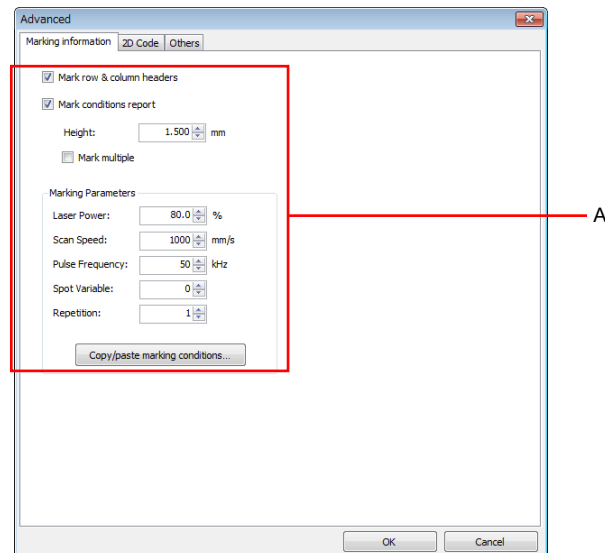 Advanced
Marking information 2D Code Others
Mark row & column headers
Mark conditions report
Height: 1.500 mm
Mark multiple
Marking Parameters
Laser Power: 80.0 %
Scan Speed: 1000 mm/s
Pulse Frequency: 50 kHz
Spot Variable: 0
Repetition: 1
Copy/paste marking conditions...
A
OK Cancel